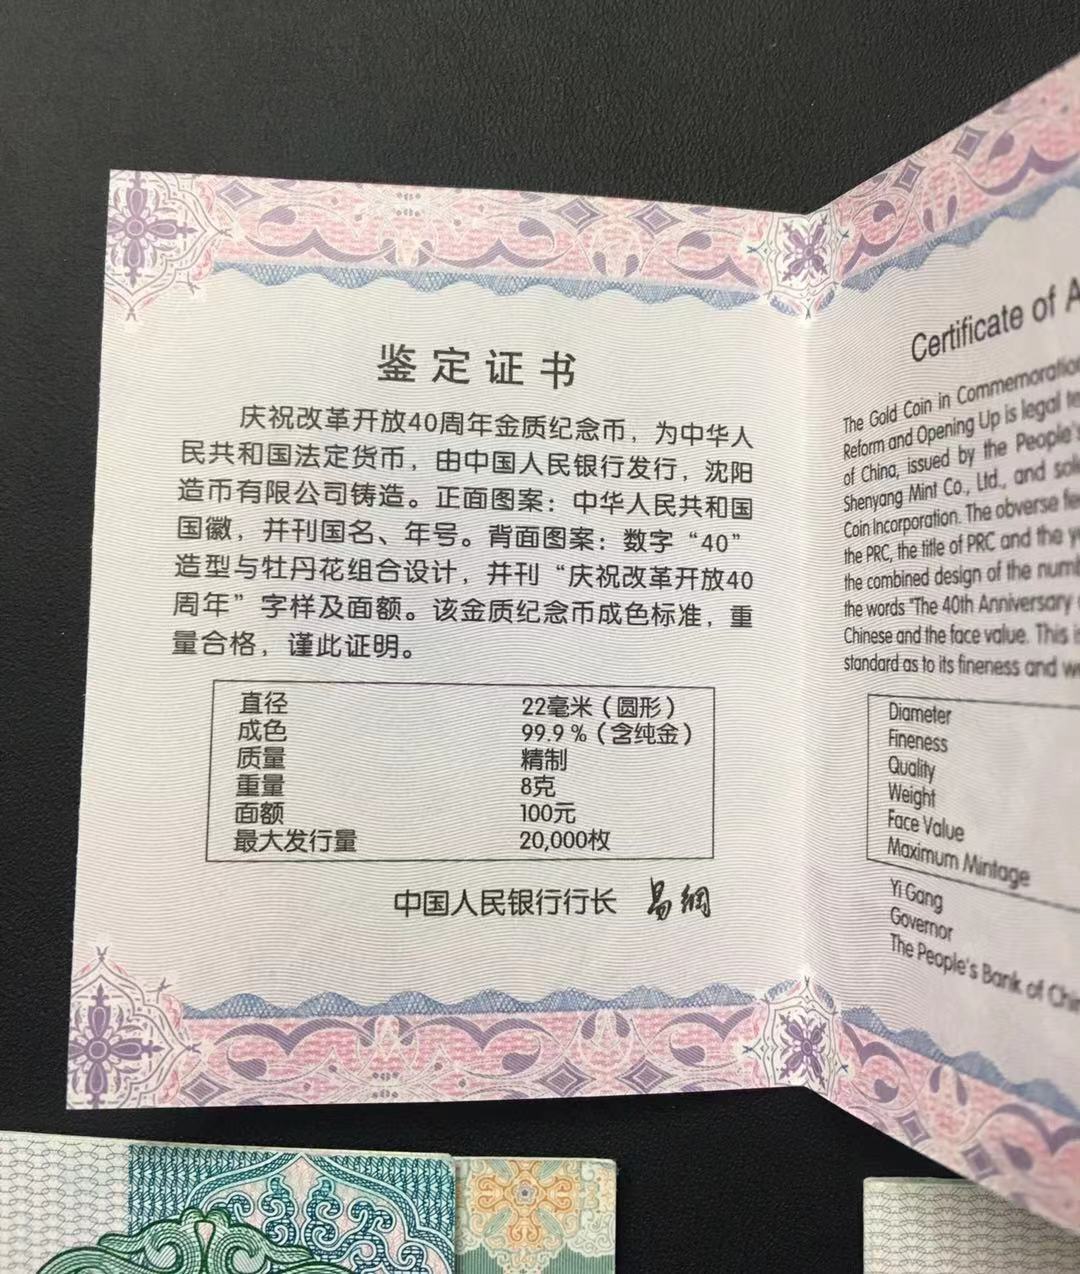 鉴定证书
庆祝改革开放40周年金质纪念币，为中华人
民共和国法定货币，由中国人民银行发行，沈阳
造币有限公司铸造。正面图案：中华人民共和国
国徽，并刊国名、年号。背面图案：数字“40”
造型与牡丹花组合设计，并刊“庆祝改革开放40
周年”字样及面额。该金质纪念币成色标准，重
量合格，谨此证明。
直径 22毫米（圆形）
成色 99.9％（含纯金）
质量 精制
重量 8克
面额 100元
最大发行量 20,000枚
中国人民银行行长 易纲
Certificate of
The Gold Coin in Commemoration
Reform and Opening Up is legal
of China, issued by the People's
Shenyang Mint Co., Ltd., and
Coin Incorporation. The obverse
the PRC, the title of PRC and the
the combined design of the
the words "The 40th Anniversary
Chinese and the face value. This
standard as to its fineness and
Diameter
Fineness
Quality
Weight
Face Value
Maximum Mintage
Yi Gang
Governor
The People's Bank of